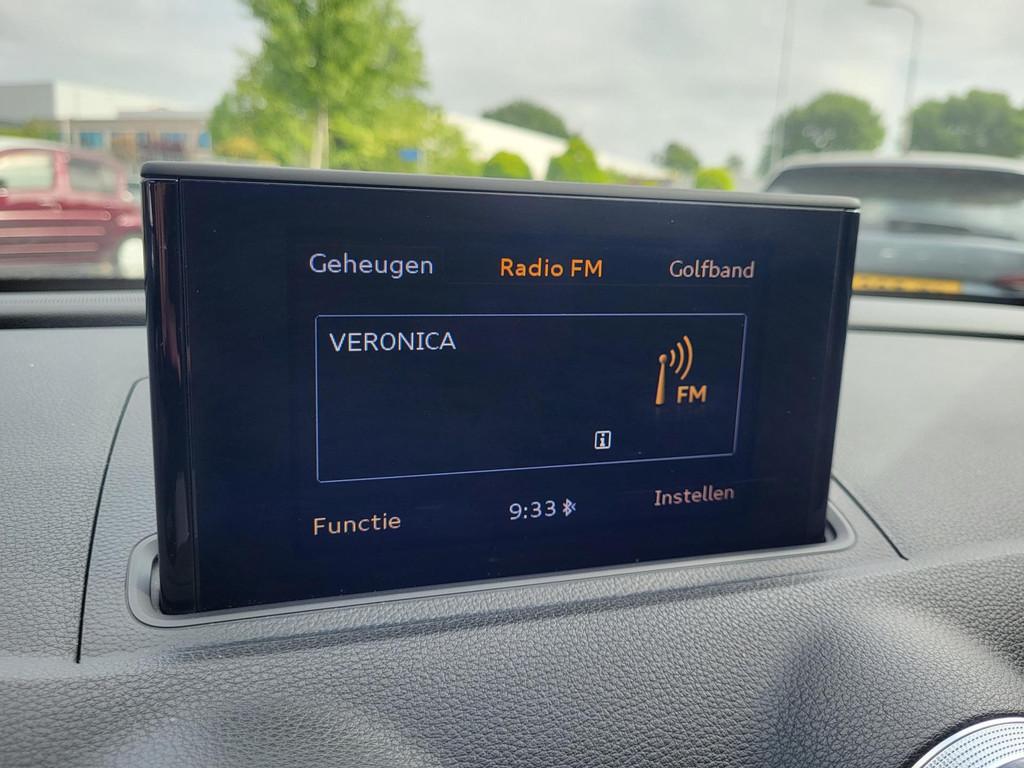 Geheugen Radio FM Golfband
VERONICA
FM
Functie 9:33 Instellen